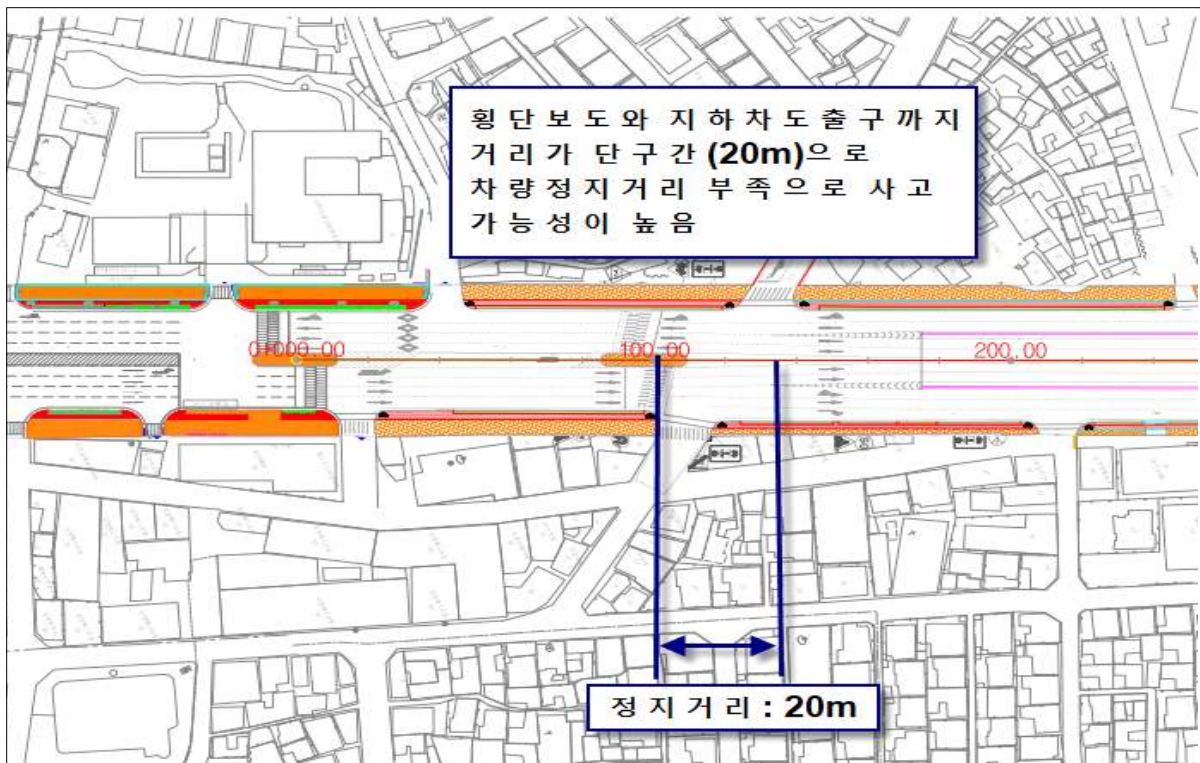 횡단보도와 지하차도출구까지
거리가 단구간(20m)으로
차량정지거리 부족으로 사고
가능성이 높음
0+000.00
100.00
200.00
정지거리 : 20m